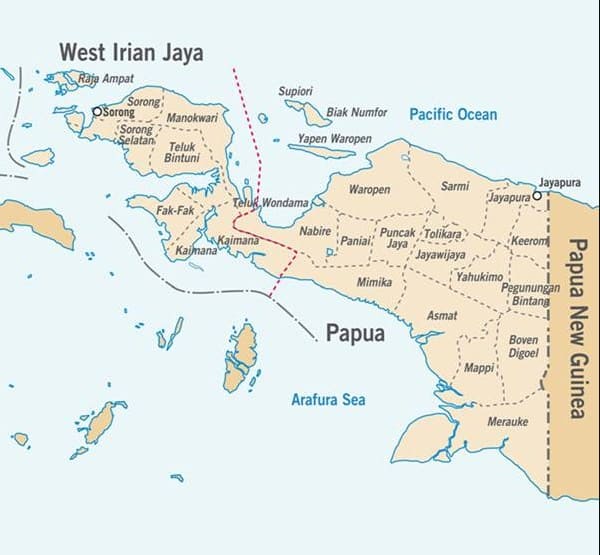 West Irian Jaya
Raja Ampat
Sorong
Sorong
Manokwari
Sorong
Selatan
Teluk
Bintuni
Supiori
Biak Numfor
Pacific Ocean
Yapen Waropen
Fak-Fak
Teluk Wondama
Kaimana
Kaimana
Waropen
Sarmi
Jayapura
Jayapura
Nabire
Paniai
Puncak
Jaya
Tolikara
Jayawijaya
Keerom
Mimika
Yahukimo
Pegunungan
Bintang
Asmat
Papua
Boven
Digoel
Mappi
Arafura Sea
Merauke
Papua New Guinea